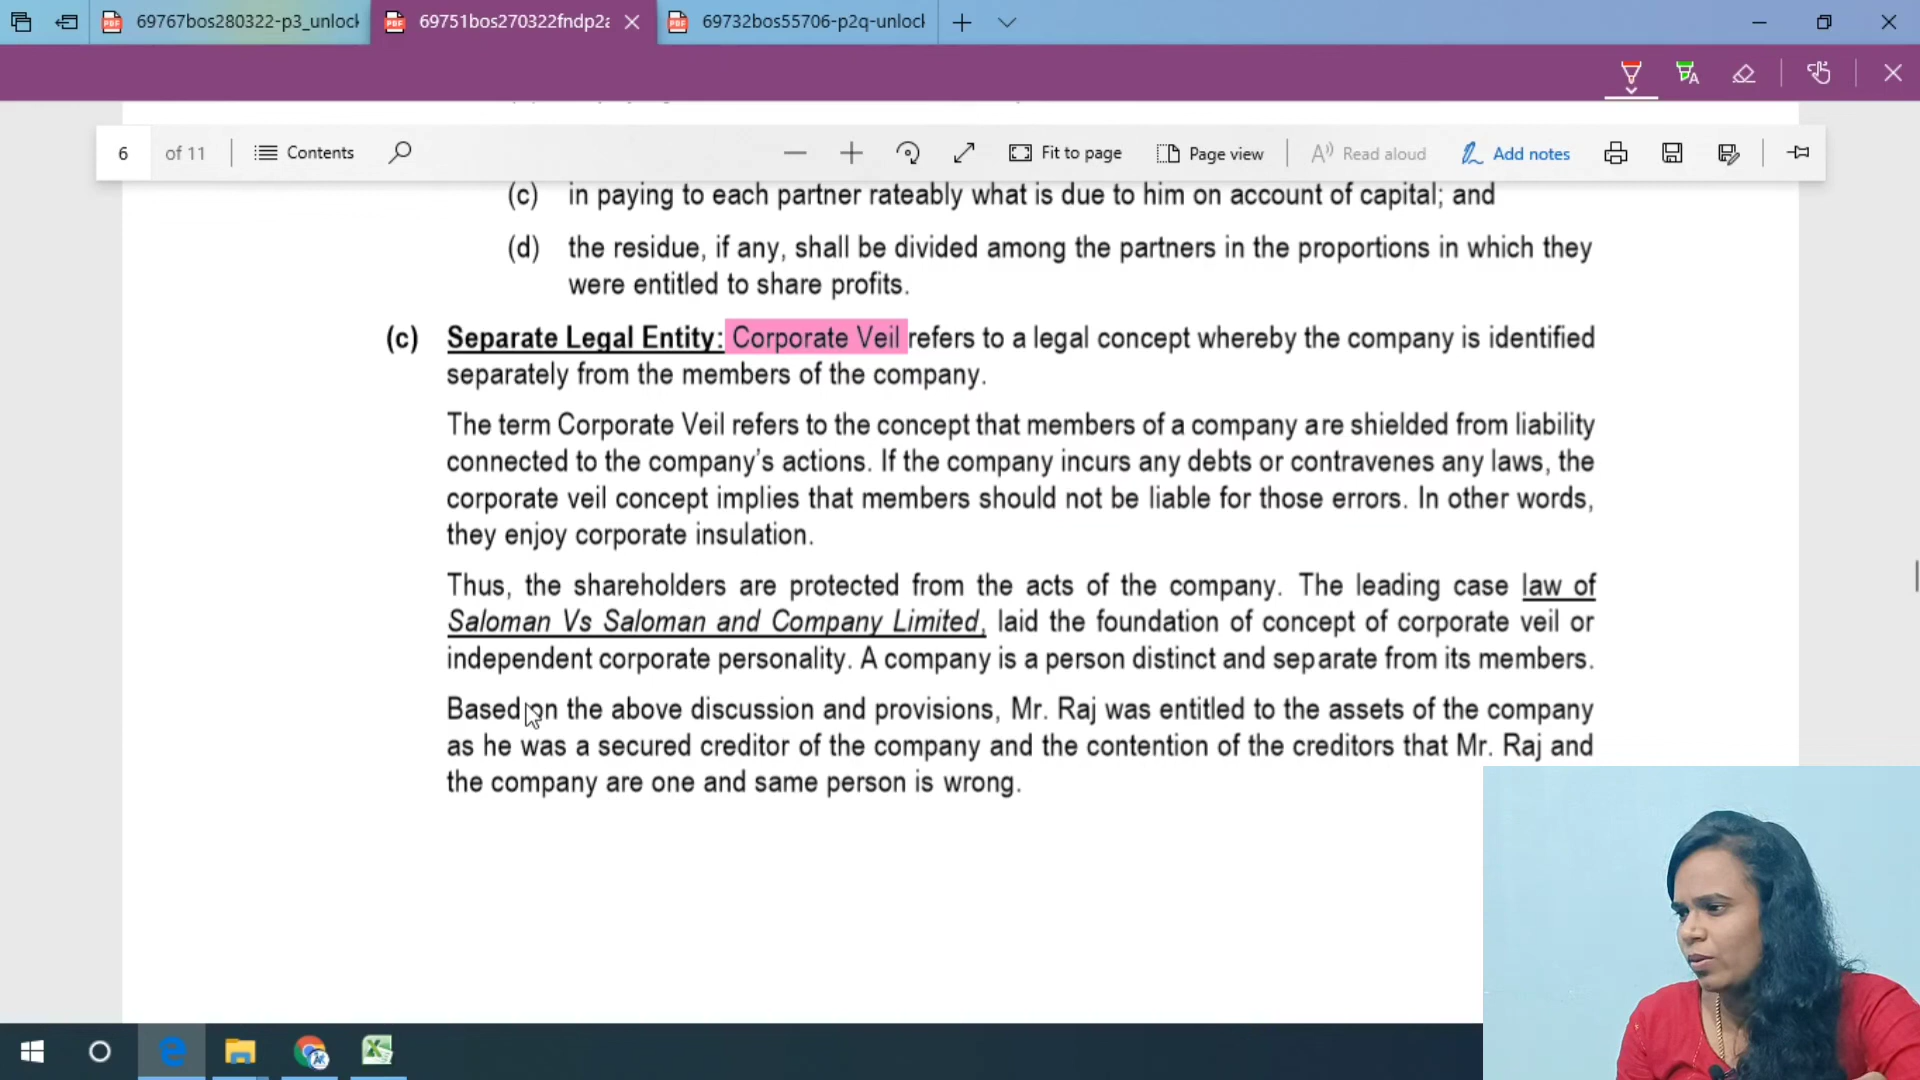 69767bos280322-p3_unlock
69751bos270322fndp2a
69732bos55706-p2q-unlock
6 of 11 Contents Fit to page Page view Read aloud Add notes
(c) in paying to each partner rateably what is due to him on account of capital; and
(d) the residue, if any, shall be divided among the partners in the proportions in which they
were entitled to share profits.
(c) Separate Legal Entity: Corporate Veil refers to a legal concept whereby the company is identified
separately from the members of the company.
The term Corporate Veil refers to the concept that members of a company are shielded from liability
connected to the company's actions. If the company incurs any debts or contravenes any laws, the
corporate veil concept implies that members should not be liable for those errors. In other words,
they enjoy corporate insulation.
Thus, the shareholders are protected from the acts of the company. The leading case law of
Saloman Vs Saloman and Company Limited, laid the foundation of concept of corporate veil or
independent corporate personality. A company is a person distinct and separate from its members.
Based on the above discussion and provisions, Mr. Raj was entitled to the assets of the company
as he was a secured creditor of the company and the contention of the creditors that Mr. Raj and
the company are one and same person is wrong.